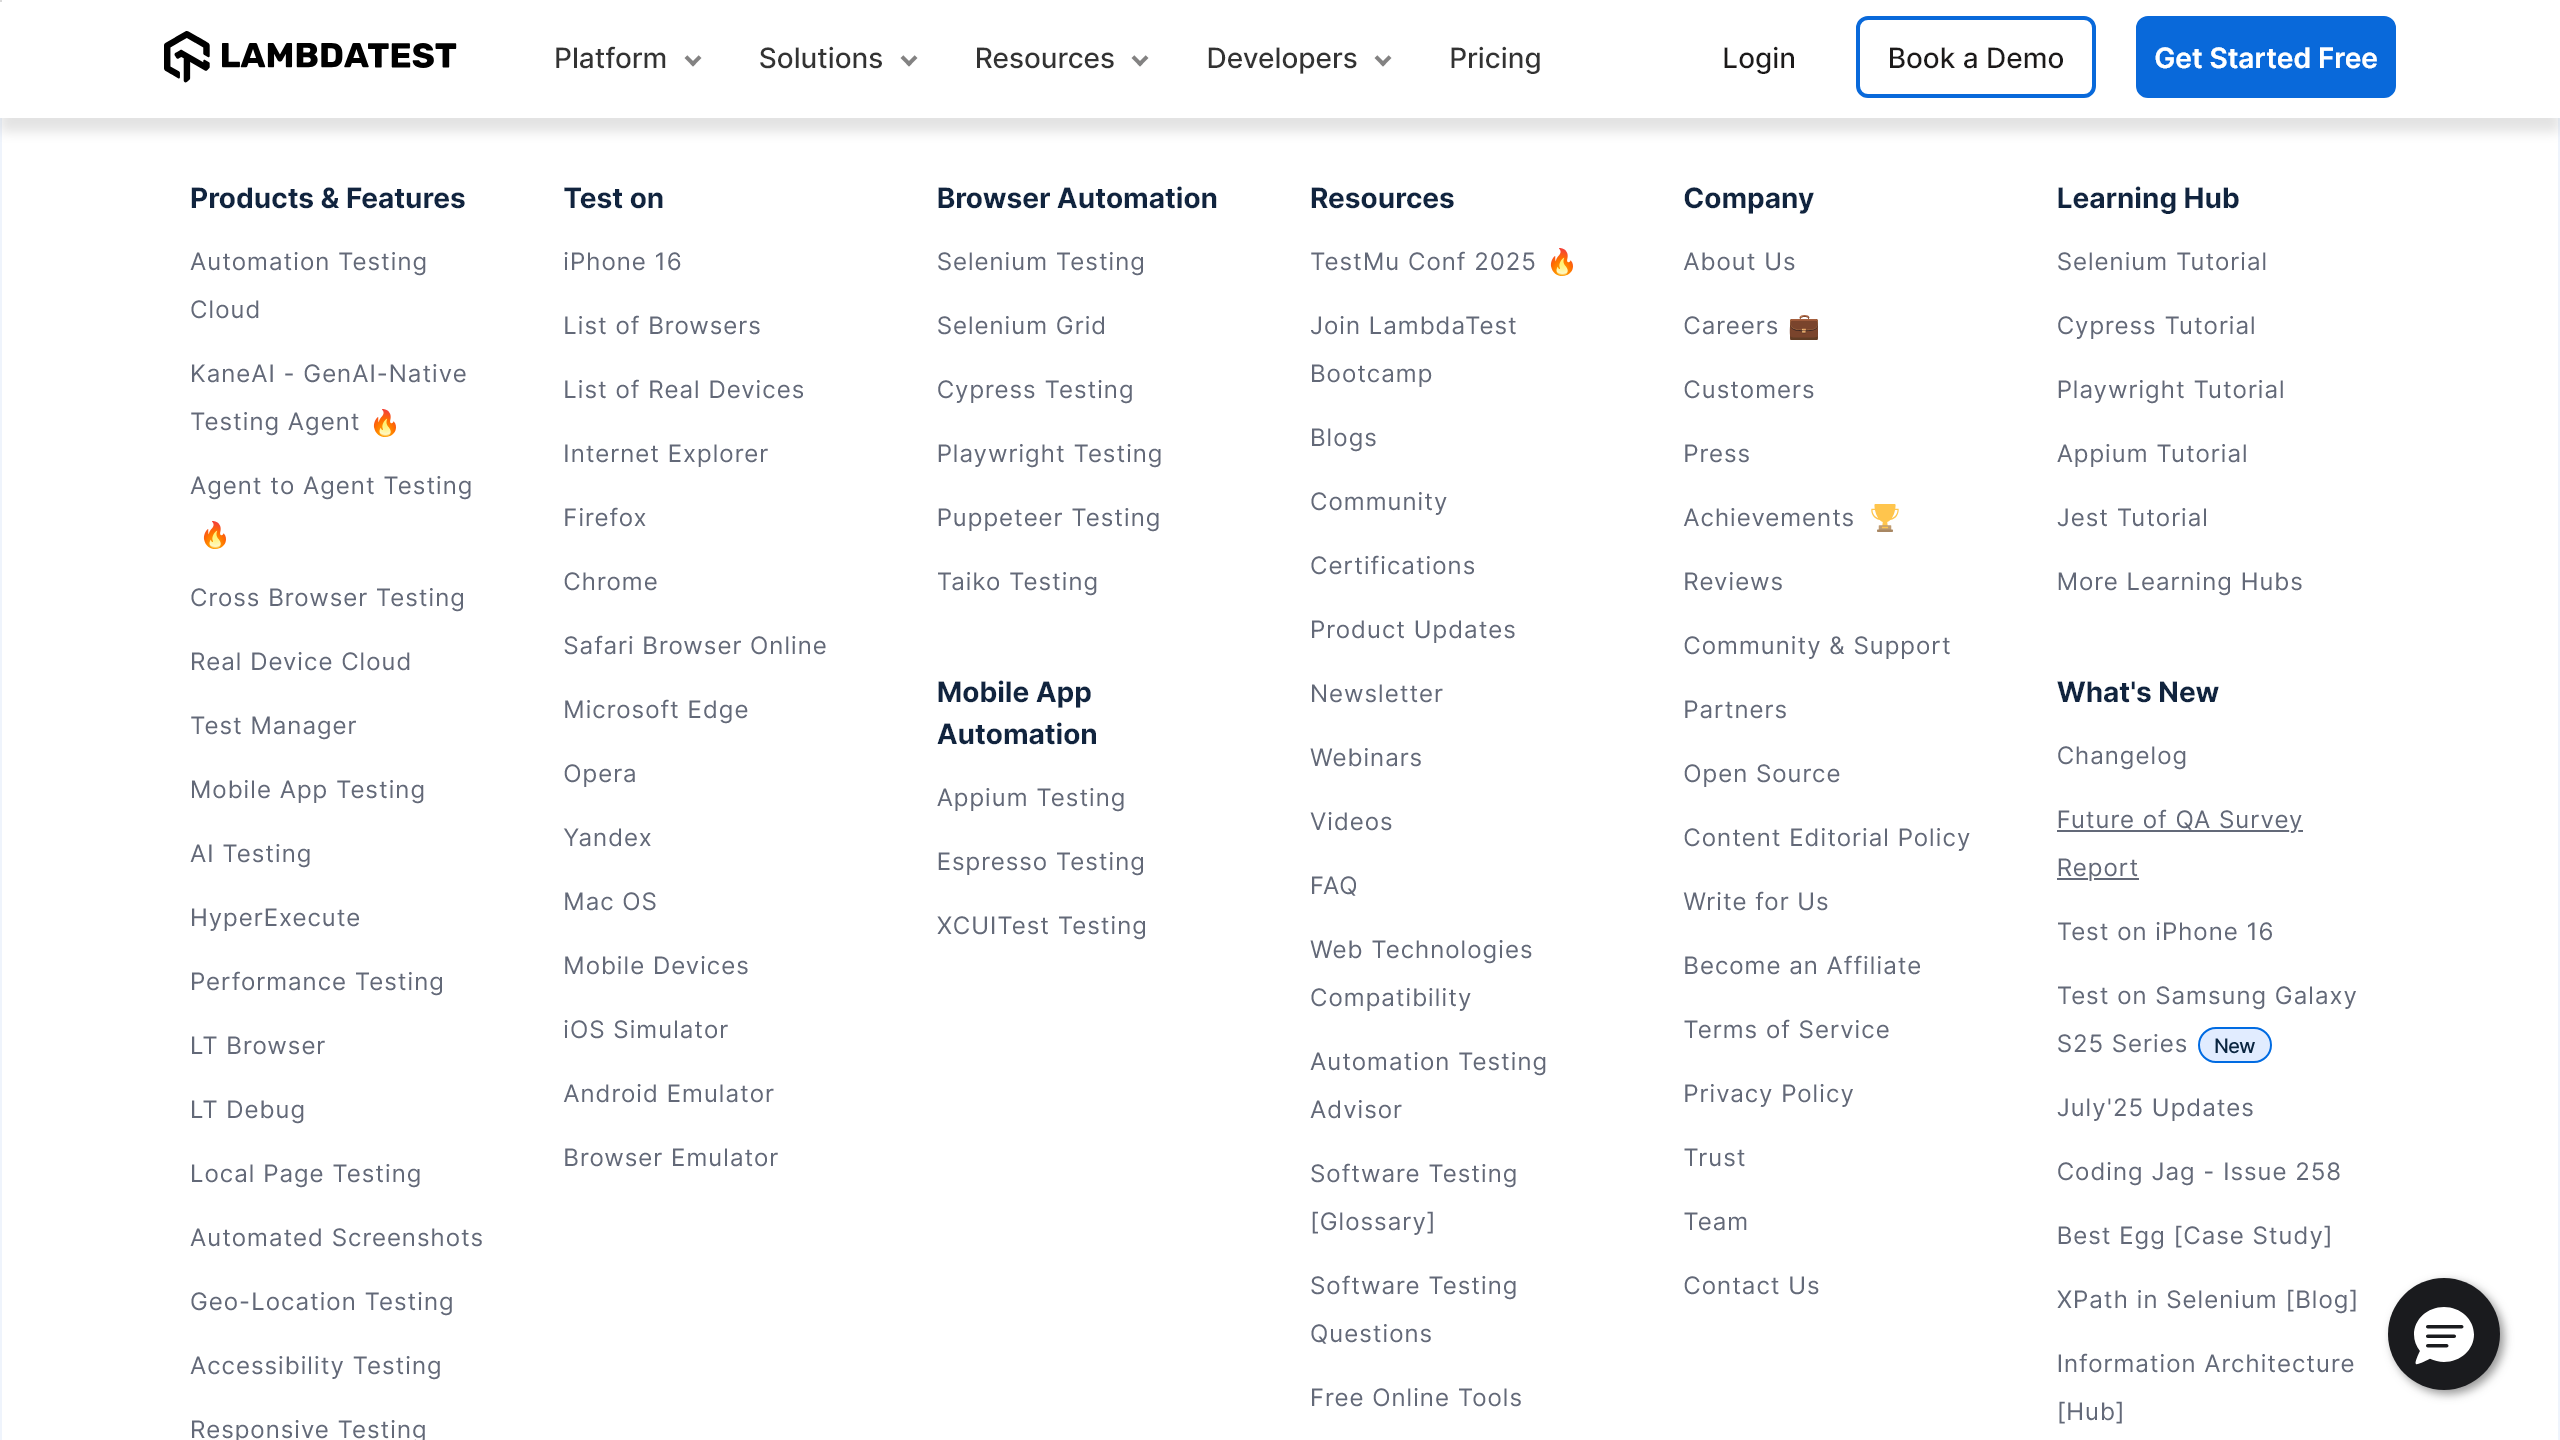 LAMBDATEST
Platform
Solutions
Resources
Developers
Pricing
Login
Book a Demo
Get Started Free
Products & Features
Automation Testing
Cloud
KaneAI - GenAI-Native
Testing Agent 🔥
Agent to Agent Testing
🔥
Cross Browser Testing
Real Device Cloud
Test Manager
Mobile App Testing
AI Testing
HyperExecute
Performance Testing
LT Browser
LT Debug
Local Page Testing
Automated Screenshots
Geo-Location Testing
Accessibility Testing
Responsive Testing
Test on
iPhone 16
List of Browsers
List of Real Devices
Internet Explorer
Firefox
Chrome
Safari Browser Online
Microsoft Edge
Opera
Yandex
Mac OS
Mobile Devices
iOS Simulator
Android Emulator
Browser Emulator
Browser Automation
Selenium Testing
Selenium Grid
Cypress Testing
Playwright Testing
Puppeteer Testing
Taiko Testing
Mobile App
Automation
Appium Testing
Espresso Testing
XCUITest Testing
Resources
TestMu Conf 2025 🔥
Join LambdaTest
Bootcamp
Blogs
Community
Certifications
Product Updates
Newsletter
Webinars
Videos
FAQ
Web Technologies
Compatibility
Automation Testing
Advisor
Software Testing
[Glossary]
Software Testing
Questions
Free Online Tools
Company
About Us
Careers 💼
Customers
Press
Achievements 🏆
Reviews
Community & Support
Partners
Open Source
Content Editorial Policy
Write for Us
Become an Affiliate
Terms of Service
Privacy Policy
Trust
Team
Contact Us
Learning Hub
Selenium Tutorial
Cypress Tutorial
Playwright Tutorial
Appium Tutorial
Jest Tutorial
More Learning Hubs
What's New
Changelog
Future of QA Survey
Report
Test on iPhone 16
Test on Samsung Galaxy
S25 Series New
July'25 Updates
Coding Jag - Issue 258
Best Egg [Case Study]
XPath in Selenium [Blog]
Information Architecture
[Hub]